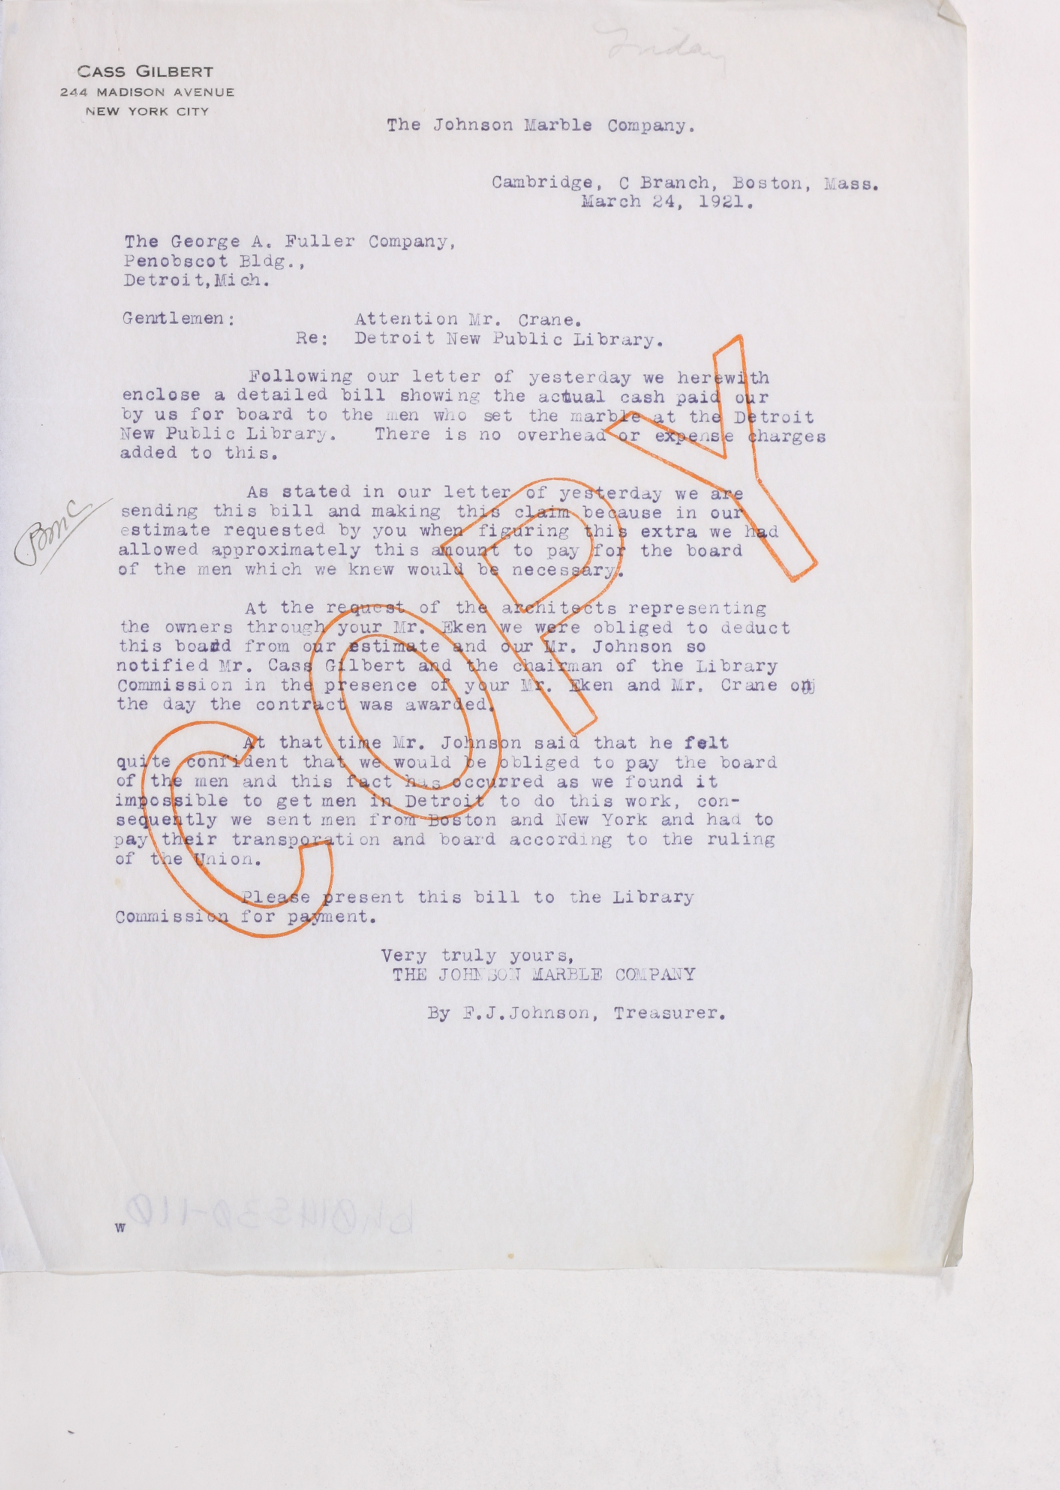 Friday
CASS GILBERT
244 MADISON AVENUE
NEW YORK CITY
The Johnson Marble Company.
Cambridge, C Branch, Boston, Mass.
March 24, 1921.
The George A. Fuller Company,
Penobscot Bldg.,
Detroit,Mich.
Gentlemen: Attention Mr. Crane.
Re: Detroit New Public Library.
Following our letter of yesterday we herewith
enclose a detailed bill showing the actual cash paid our
by us for board to the men who set the marble at the Detroit
New Public Library. There is no overhead or expense charges
added to this.
As stated in our letter of yesterday we are
sending this bill and making this claim because in our
estimate requested by you when figuring this extra we had
allowed approximately this amount to pay for the board
of the men which we knew would be necessary.
BMC
At the request of the architects representing
the owners through your Mr. Eken we were obliged to deduct
this board from our estimate and our Mr. Johnson so
notified Mr. Cass Gilbert and the chairman of the Library
Commission in the presence of your Mr. Eken and Mr. Crane on
the day the contract was awarded.
At that time Mr. Johnson said that he felt
quite confident that we would be obliged to pay the board
of the men and this fact has occurred as we found it
impossible to get men in Detroit to do this work, con-
sequently we sent men from Boston and New York and had to
pay their transporation and board according to the ruling
of the Union.
Please present this bill to the Library
Commission for payment.
Very truly yours,
THE JOHNSON MARBLE COMPANY
By F.J.Johnson, Treasurer.
W
COPY